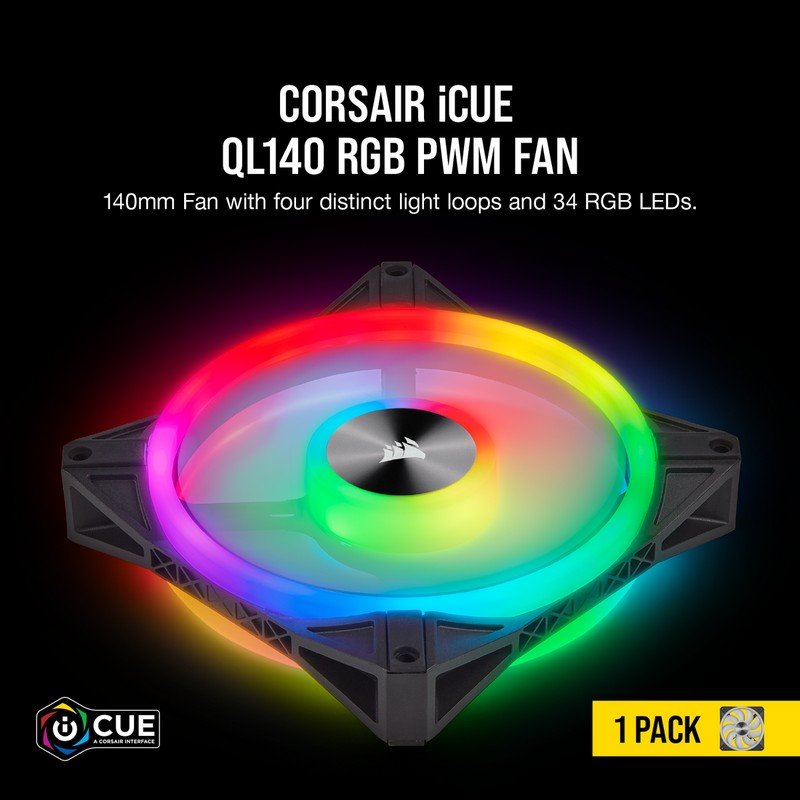 CORSAIR iCUE
QL140 RGB PWM FAN
140mm Fan with four distinct light loops and 34 RGB LEDs.
i CUE
A CORSAIR INTERFACE
1 PACK